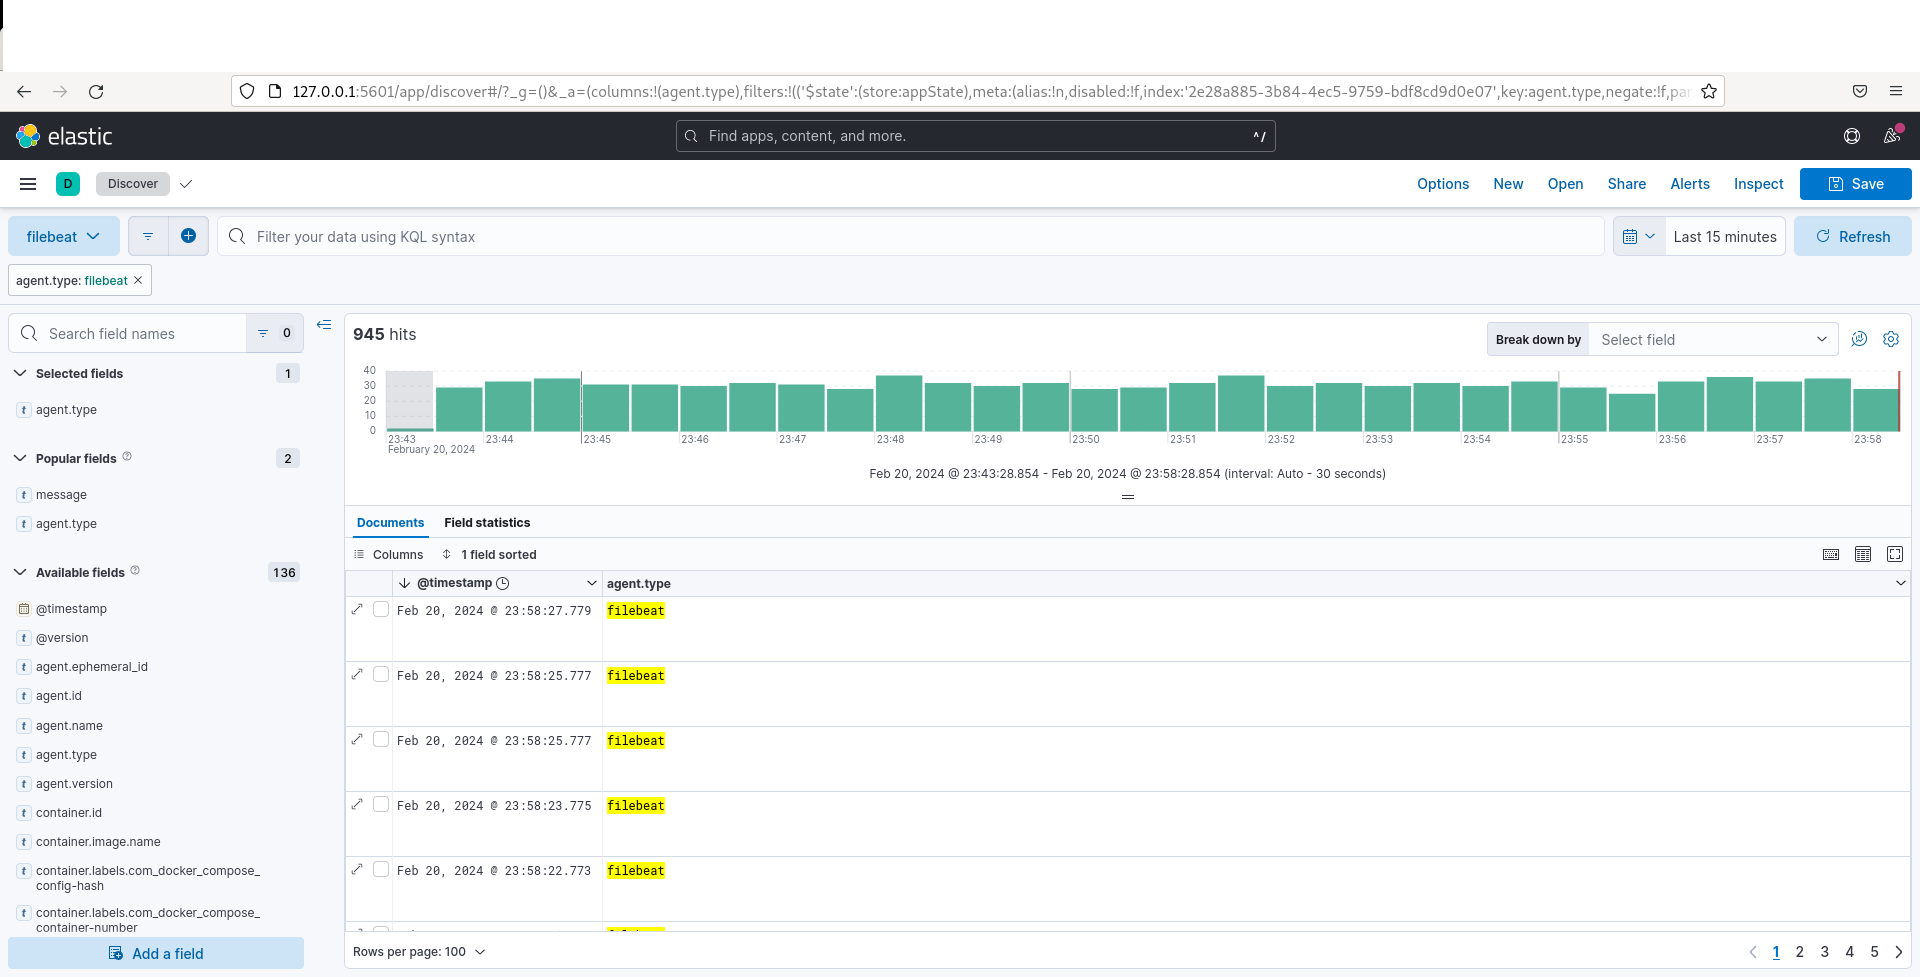 127.0.0.1:5601/app/discover#/?_g=()&_a=(columns:!(agent.type),filters:!(('$state':(store:appState),meta:(alias:!n,disabled:!f,index:'2e28a885-3b84-4ec5-9759-bdf8cd9d0e07',key:agent.type,negate:!f,par
elastic
Find apps, content, and more.
^/
D
Discover
Options
New
Open
Share
Alerts
Inspect
Save
filebeat
Filter your data using KQL syntax
Last 15 minutes
Refresh
agent.type: filebeat
Search field names
0
Selected fields
1
t agent.type
Popular fields
2
t message
t agent.type
Available fields
136
@timestamp
t @version
t agent.ephemeral_id
t agent.id
t agent.name
t agent.type
t agent.version
t container.id
t container.image.name
t container.labels.com_docker_compose_
config-hash
t container.labels.com_docker_compose_
container-number
Add a field
945 hits
Break down by
Select field
40
30
20
10
0
23:43 23:44 23:45 23:46 23:47 23:48 23:49 23:50 23:51 23:52 23:53 23:54 23:55 23:56 23:57 23:58
February 20, 2024
Feb 20, 2024 @ 23:43:28.854 - Feb 20, 2024 @ 23:58:28.854 (interval: Auto - 30 seconds)
Documents
Field statistics
Columns
1 field sorted
@timestamp
agent.type
Feb 20, 2024 @ 23:58:27.779 filebeat
Feb 20, 2024 @ 23:58:25.777 filebeat
Feb 20, 2024 @ 23:58:25.777 filebeat
Feb 20, 2024 @ 23:58:23.775 filebeat
Feb 20, 2024 @ 23:58:22.773 filebeat
Rows per page: 100
1 2 3 4 5